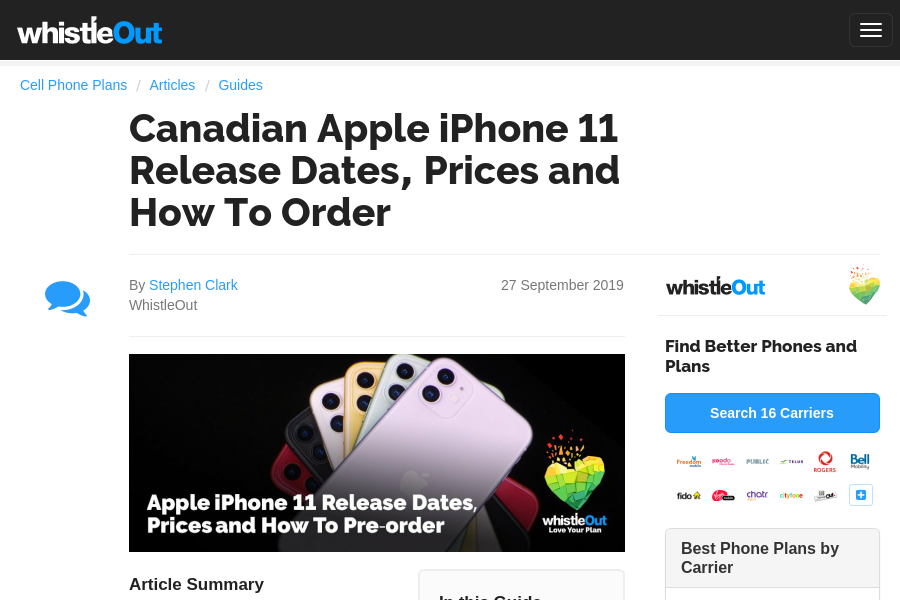 whistleOut
Cell Phone Plans / Articles / Guides
Canadian Apple iPhone 11
Release Dates, Prices and
How To Order
By Stephen Clark
WhistleOut
27 September 2019
whistleOut
Apple iPhone 11 Release Dates,
Prices and How To Pre-order
whistleOut
Love Your Plan
Article Summary
In this Guide
Find Better Phones and
Plans
Search 16 Carriers
Freedom mobile
koodo
PUBLIC
TELUS
ROGERS
Bell
Mobility
fido
Virgin
chatr
cityfone
Best Phone Plans by
Carrier